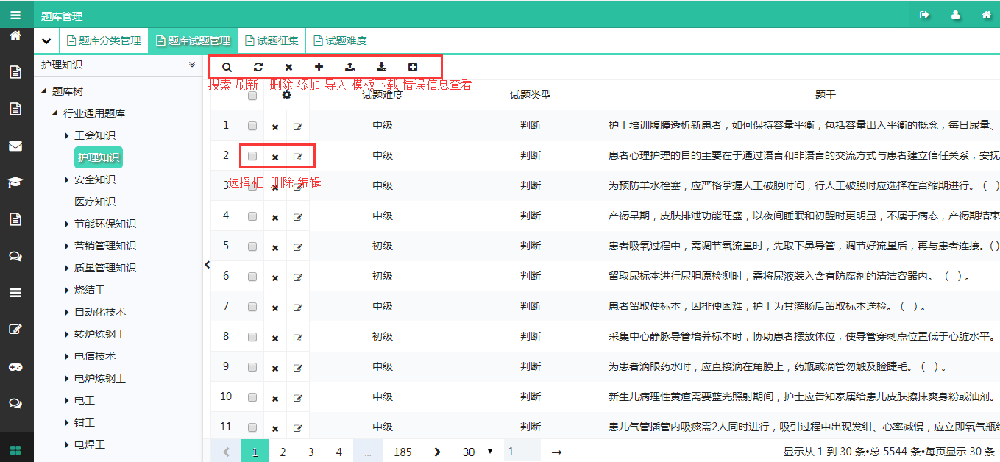 题库管理
题库分类管理 题库试题管理 试题征集 试题难度
护理知识
搜索 刷新 删除 添加 导入 模板下载 错误信息查看
题库树
行业通用题库
工会知识
护理知识
安全知识
医疗知识
节能环保知识
营销管理知识
质量管理知识
烧结工
自动化技术
转炉炼钢工
电信技术
电炉炼钢工
电工
钳工
电焊工
试题难度 试题类型 题干
1 中级 判断 护士培训腹膜透析新患者，如何保持容量平衡，包括容量出入平衡的概念，每日尿量、
2 中级 判断 患者心理护理的目的主要在于通过语言和非语言的交流方式与患者建立信任关系，安抚
选择框 删除 编辑
3 中级 判断 为预防羊水栓塞，应严格掌握人工破膜时间，行人工破膜时应选择在宫缩期进行。（ ）
4 中级 判断 产褥早期，皮肤排泄功能旺盛，以夜间睡眠和初醒时更明显，不属于病态，产褥期结束
5 初级 判断 患者吸氧过程中，需调节氧流量时，先取下鼻导管，调节好流量后，再与患者连接。( )
6 初级 判断 留取尿标本进行尿胆原检测时，需将尿液装入含有防腐剂的清洁容器内。（ ）。
7 中级 判断 患者留取便标本，因排便困难，护士为其灌肠后留取标本送检。（ ）。
8 初级 判断 采集中心静脉导管培养标本时，协助患者摆放体位，使导管穿刺点位置低于心脏水平。
9 中级 判断 为患者滴眼药水时，应直接滴在角膜上，药瓶或滴管勿触及睑睫毛。（ ）。
10 中级 判断 新生儿病理性黄疸需要蓝光照射期间，护士应告知家属给患儿皮肤擦抹爽身粉或油剂。
11 中级 判断 患儿气管插管内吸痰需2人同时进行，吸引过程中出现发绀、心率减慢，应立即氧气瓶
1 2 3 4 ... 185 30 1 显示从 1 到 30 条•总 5544 条•每页显示 30 条